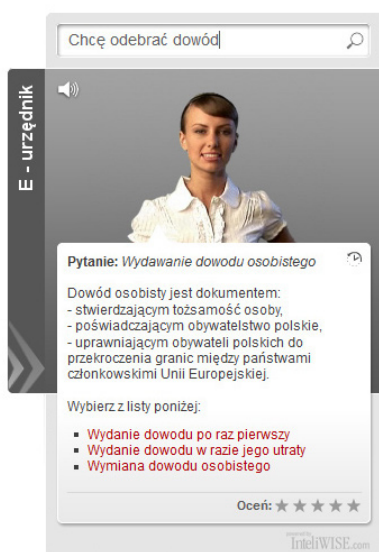 Chcę odebrać dowód
E - urzędnik
Pytanie: Wydawanie dowodu osobistego
Dowód osobisty jest dokumentem:
- stwierdzającym tożsamość osoby,
- poświadczającym obywatelstwo polskie,
- uprawniającym obywateli polskich do
przekroczenia granic między państwami
członkowskimi Unii Europejskiej.
Wybierz z listy poniżej:
Wydanie dowodu po raz pierwszy
Wydanie dowodu w razie jego utraty
Wymiana dowodu osobistego
Oceń:
powered by
InteliWISE.com